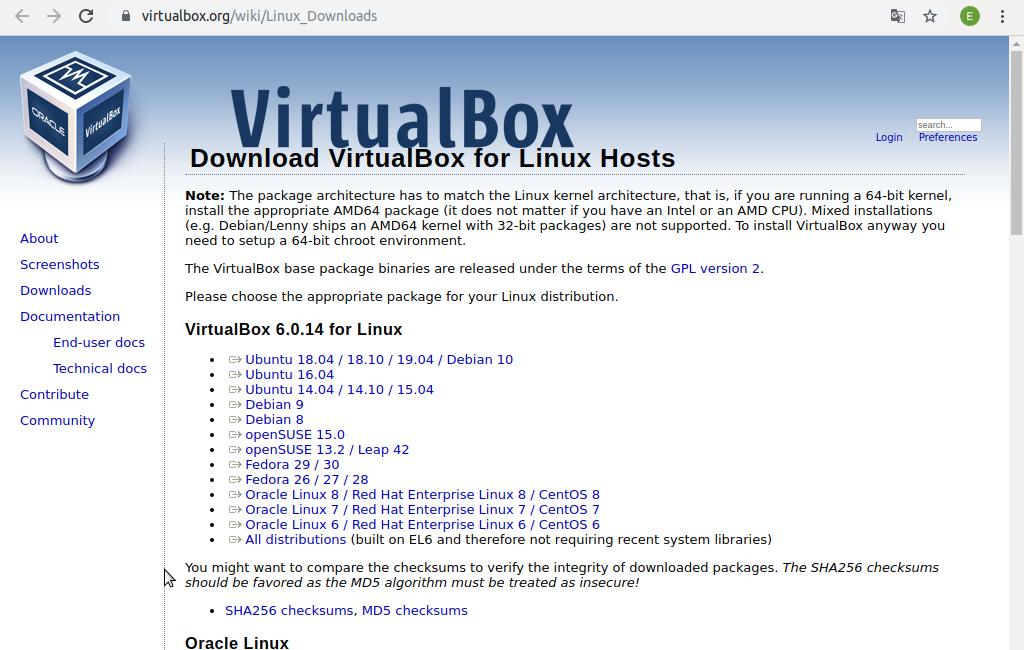 virtualbox.org/wiki/Linux_Downloads
E
ORACLE
VirtualBox
VirtualBox
search...
Login Preferences
Download VirtualBox for Linux Hosts
Note: The package architecture has to match the Linux kernel architecture, that is, if you are running a 64-bit kernel,
install the appropriate AMD64 package (it does not matter if you have an Intel or an AMD CPU). Mixed installations
(e.g. Debian/Lenny ships an AMD64 kernel with 32-bit packages) are not supported. To install VirtualBox anyway you
need to setup a 64-bit chroot environment.
About
Screenshots
Downloads
Documentation
End-user docs
Technical docs
Contribute
Community
The VirtualBox base package binaries are released under the terms of the GPL version 2.
Please choose the appropriate package for your Linux distribution.
VirtualBox 6.0.14 for Linux
• Ubuntu 18.04 / 18.10 / 19.04 / Debian 10
• Ubuntu 16.04
• Ubuntu 14.04 / 14.10 / 15.04
• Debian 9
• Debian 8
• openSUSE 15.0
• openSUSE 13.2 / Leap 42
• Fedora 29 / 30
• Fedora 26 / 27 / 28
• Oracle Linux 8 / Red Hat Enterprise Linux 8 / CentOS 8
• Oracle Linux 7 / Red Hat Enterprise Linux 7 / CentOS 7
• Oracle Linux 6 / Red Hat Enterprise Linux 6 / CentOS 6
• All distributions (built on EL6 and therefore not requiring recent system libraries)
You might want to compare the checksums to verify the integrity of downloaded packages. The SHA256 checksums
should be favored as the MD5 algorithm must be treated as insecure!
• SHA256 checksums, MD5 checksums
Oracle Linux